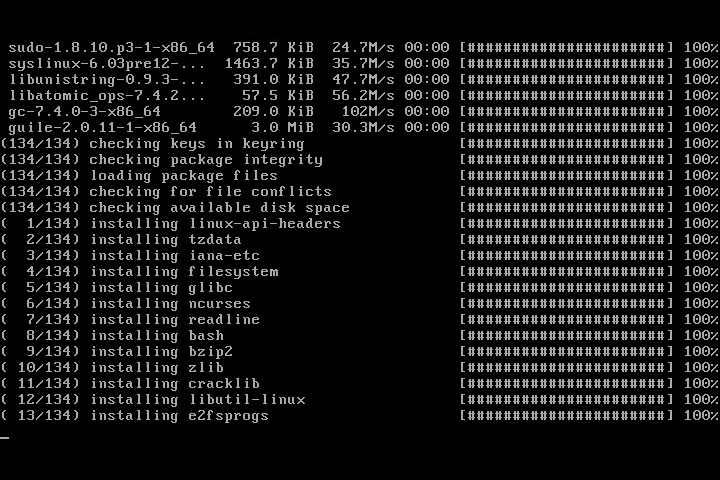 sudo-1.8.10.p3-1-x86_64 758.7 KiB 24.7M/s 00:00 [######################] 100%
syslinux-6.03pre12-... 1463.7 KiB 35.7M/s 00:00 [######################] 100%
libunistring-0.9.3-... 391.0 KiB 47.7M/s 00:00 [######################] 100%
libatomic_ops-7.4.2... 57.5 KiB 56.2M/s 00:00 [######################] 100%
gc-7.4.0-3-x86_64 209.0 KiB 102M/s 00:00 [######################] 100%
guile-2.0.11-1-x86_64 3.0 MiB 30.3M/s 00:00 [######################] 100%
(134/134) checking keys in keyring [######################] 100%
(134/134) checking package integrity [######################] 100%
(134/134) loading package files [######################] 100%
(134/134) checking for file conflicts [######################] 100%
(134/134) checking available disk space [######################] 100%
(  1/134) installing linux-api-headers [######################] 100%
(  2/134) installing tzdata [######################] 100%
(  3/134) installing iana-etc [######################] 100%
(  4/134) installing filesystem [######################] 100%
(  5/134) installing glibc [######################] 100%
(  6/134) installing ncurses [######################] 100%
(  7/134) installing readline [######################] 100%
(  8/134) installing bash [######################] 100%
(  9/134) installing bzip2 [######################] 100%
( 10/134) installing zlib [######################] 100%
( 11/134) installing cracklib [######################] 100%
( 12/134) installing libutil-linux [######################] 100%
( 13/134) installing e2fsprogs [######################] 100%